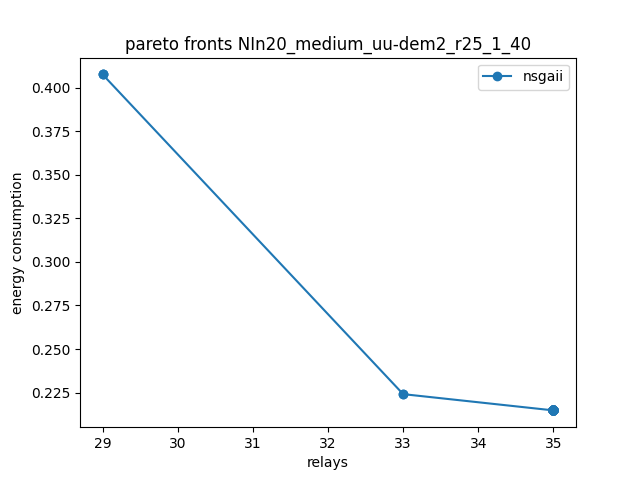 pareto fronts NIn20_medium_uu-dem2_r25_1_40
nsgaii
energy consumption
0.400
0.375
0.350
0.325
0.300
0.275
0.250
0.225
29 30 31 32 33 34 35
relays